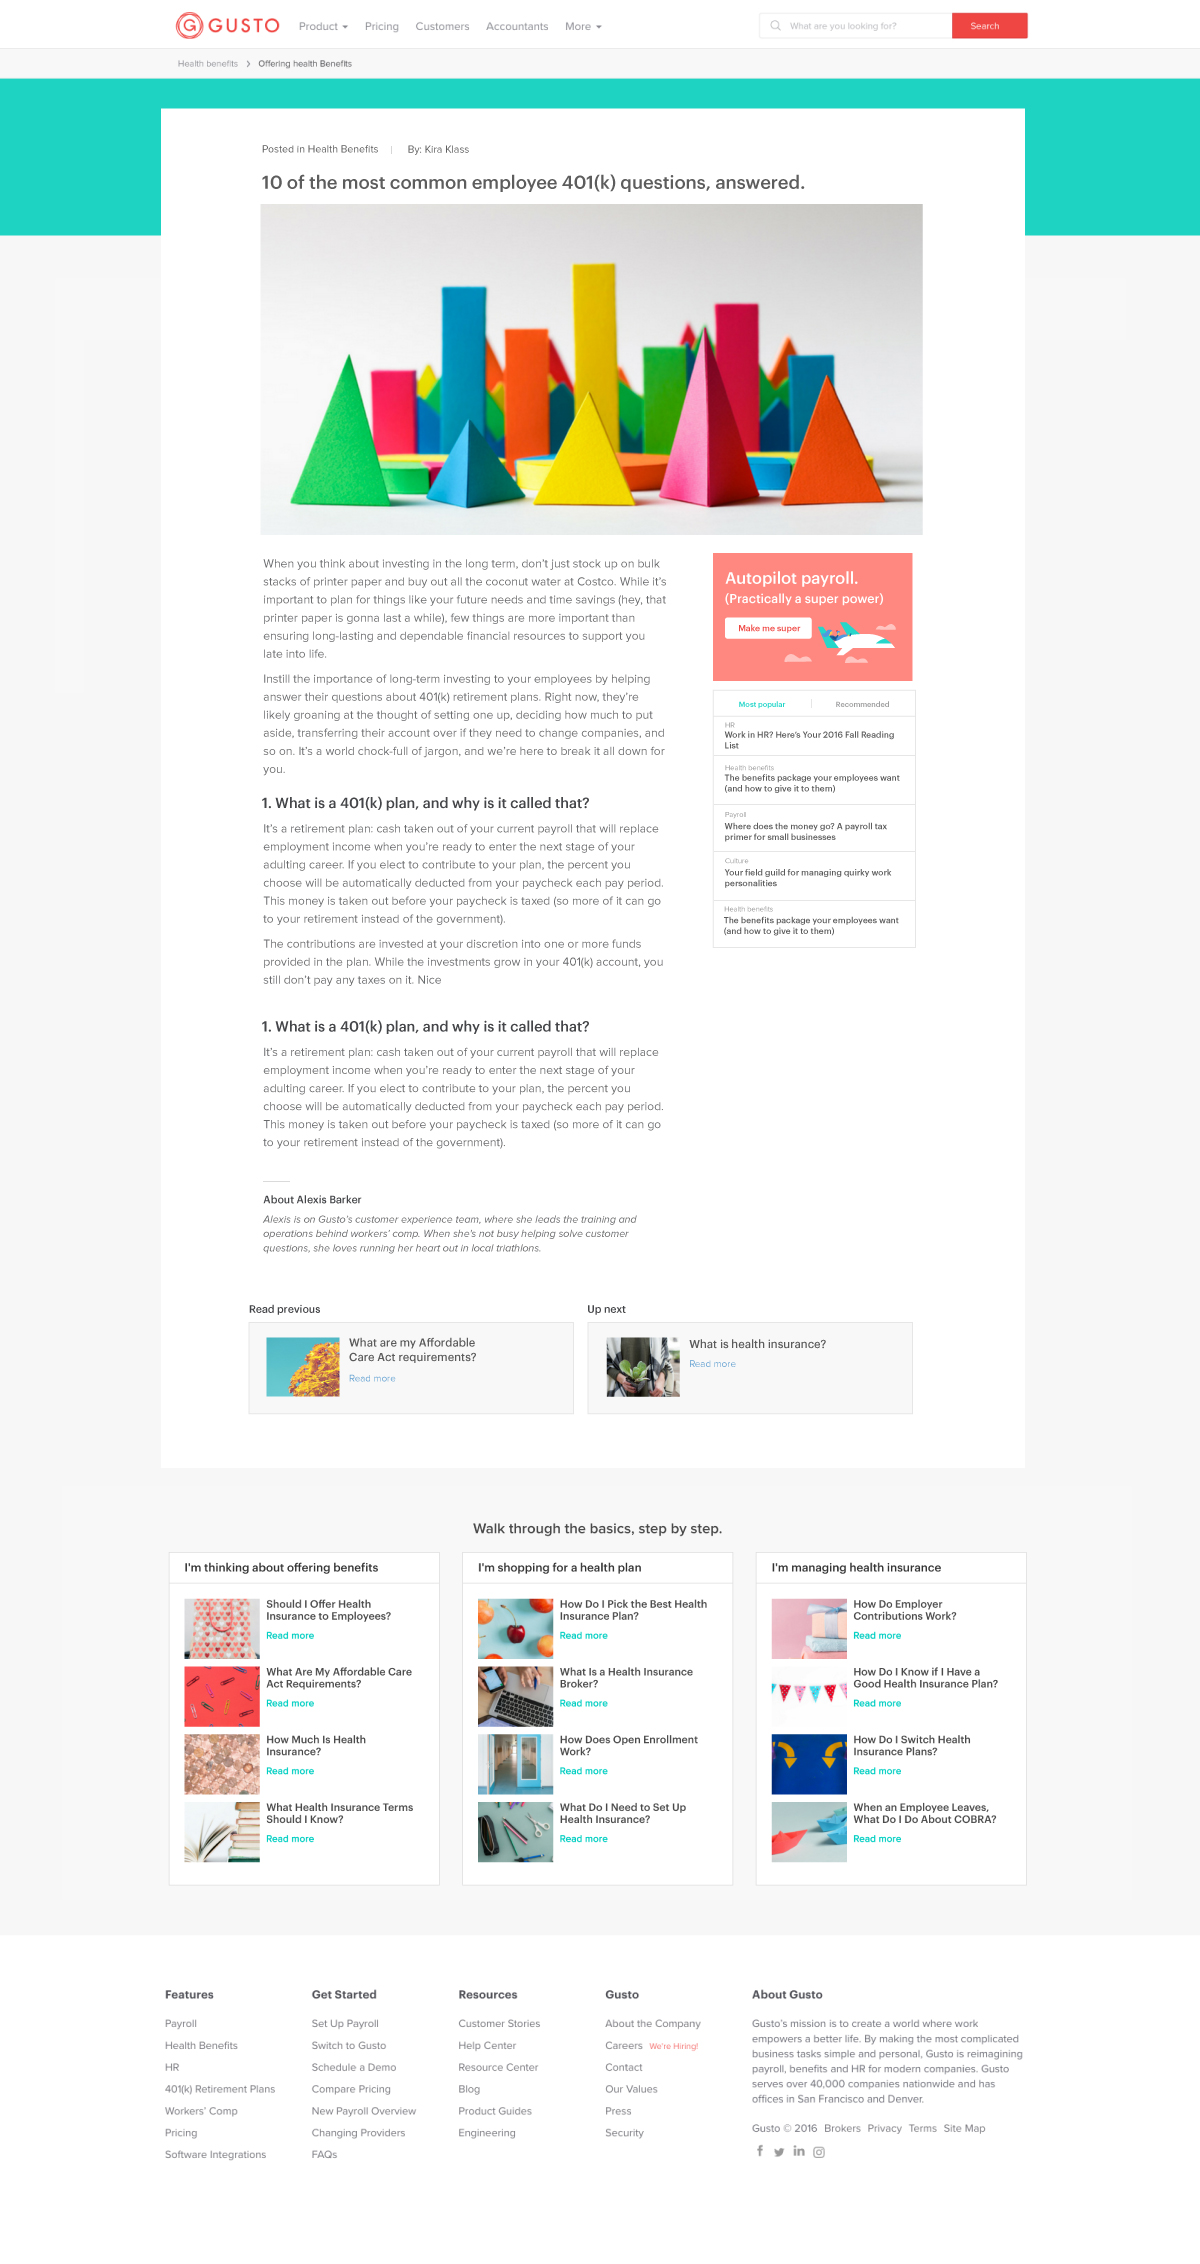 GUSTO
Product
Pricing
Customers
Accountants
More
What are you looking for?
Search
Health benefits
Offering health Benefits
Posted in Health Benefits
By: Kira Klass
10 of the most common employee 401(k) questions, answered.
When you think about investing in the long term, don't just stock up on bulk
stacks of printer paper and buy out all the coconut water at Costco. While it's
important to plan for things like your future needs and time savings (hey, that
printer paper is gonna last a while), few things are more important than
ensuring long-lasting and dependable financial resources to support you
late into life.
Instill the importance of long-term investing to your employees by helping
answer their questions about 401(k) retirement plans. Right now, they're
likely groaning at the thought of setting one up, deciding how much to put
aside, transferring their account over if they need to change companies, and
so on. It's a world chock-full of jargon, and we're here to break it all down for
you.
1. What is a 401(k) plan, and why is it called that?
It's a retirement plan: cash taken out of your current payroll that will replace
employment income when you're ready to enter the next stage of your
adulting career. If you elect to contribute to your plan, the percent you
choose will be automatically deducted from your paycheck each pay period.
This money is taken out before your paycheck is taxed (so more of it can go
to your retirement instead of the government).
The contributions are invested at your discretion into one or more funds
provided in the plan. While the investments grow in your 401(k) account, you
still don't pay any taxes on it. Nice
1. What is a 401(k) plan, and why is it called that?
It's a retirement plan: cash taken out of your current payroll that will replace
employment income when you're ready to enter the next stage of your
adulting career. If you elect to contribute to your plan, the percent you
choose will be automatically deducted from your paycheck each pay period.
This money is taken out before your paycheck is taxed (so more of it can go
to your retirement instead of the government).
About Alexis Barker
Alexis is on Gusto's customer experience team, where she leads the training and
operations behind workers' comp. When she's not busy helping solve customer
questions, she loves running her heart out in local triathlons.
Autopilot payroll.
(Practically a super power)
Make me super
Most popular
Recommended
HR
Work in HR? Here's Your 2016 Fall Reading
List
Health benefits
The benefits package your employees want
(and how to give it to them)
Payroll
Where does the money go? A payroll tax
primer for small businesses
Culture
Your field guild for managing quirky work
personalities
Health benefits
The benefits package your employees want
(and how to give it to them)
Read previous
What are my Affordable
Care Act requirements?
Read more
Up next
What is health insurance?
Read more
Walk through the basics, step by step.
I'm thinking about offering benefits
Should I Offer Health
Insurance to Employees?
Read more
What Are My Affordable Care
Act Requirements?
Read more
How Much Is Health
Insurance?
Read more
What Health Insurance Terms
Should I Know?
Read more
I'm shopping for a health plan
How Do I Pick the Best Health
Insurance Plan?
Read more
What Is a Health Insurance
Broker?
Read more
How Does Open Enrollment
Work?
Read more
What Do I Need to Set Up
Health Insurance?
Read more
I'm managing health insurance
How Do Employer
Contributions Work?
Read more
How Do I Know if I Have a
Good Health Insurance Plan?
Read more
How Do I Switch Health
Insurance Plans?
Read more
When an Employee Leaves,
What Do I Do About COBRA?
Read more
Features
Payroll
Health Benefits
HR
401(k) Retirement Plans
Workers' Comp
Pricing
Software Integrations
Get Started
Set Up Payroll
Switch to Gusto
Schedule a Demo
Compare Pricing
New Payroll Overview
Changing Providers
FAQs
Resources
Customer Stories
Help Center
Resource Center
Blog
Product Guides
Engineering
Gusto
About the Company
Careers We're Hiring!
Contact
Our Values
Press
Security
About Gusto
Gusto's mission is to create a world where work
empowers a better life. By making the most complicated
business tasks simple and personal, Gusto is reimagining
payroll, benefits and HR for modern companies. Gusto
serves over 40,000 companies nationwide and has
offices in San Francisco and Denver.
Gusto © 2016 Brokers Privacy Terms Site Map